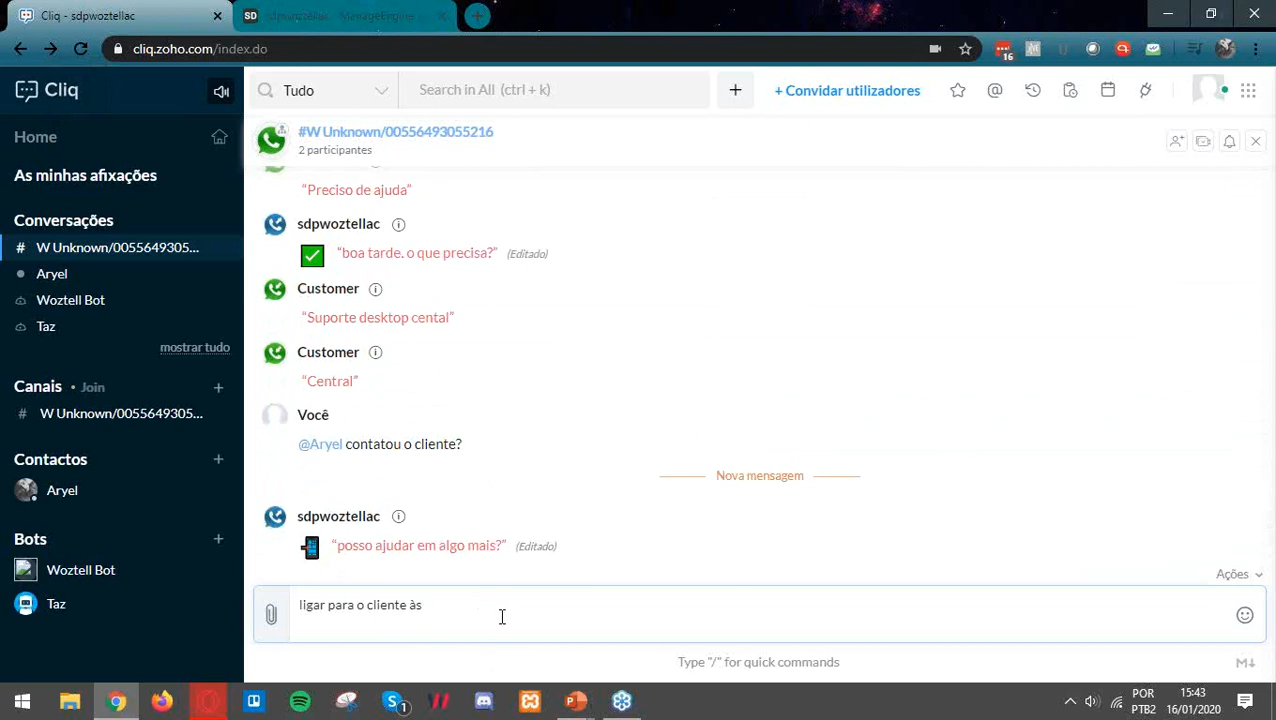 Cliq - sdpwoztellac
cliq.zoho.com/index.do
16
Cliq
Tudo
Search in All (ctrl + k)
+ Convidar utilizadores
Home
As minhas afixações
Conversações
# W Unknown/0055649305...
Aryel
Woztell Bot
Taz
mostrar tudo
Canais • Join +
# W Unknown/0055649305...
Contactos +
Aryel
Bots +
Woztell Bot
Taz
#W Unknown/00556493055216
2 participantes
“Preciso de ajuda”
sdpwoztellac
“boa tarde. o que precisa?” (Editado)
Customer
“Suporte desktop cental”
Customer
“Central”
Você
@Aryel contatou o cliente?
Nova mensagem
sdpwoztellac
“posso ajudar em algo mais?” (Editado)
Ações
ligar para o cliente às
Type "/" for quick commands
M↓
1
POR
PTB2
15:43
16/01/2020